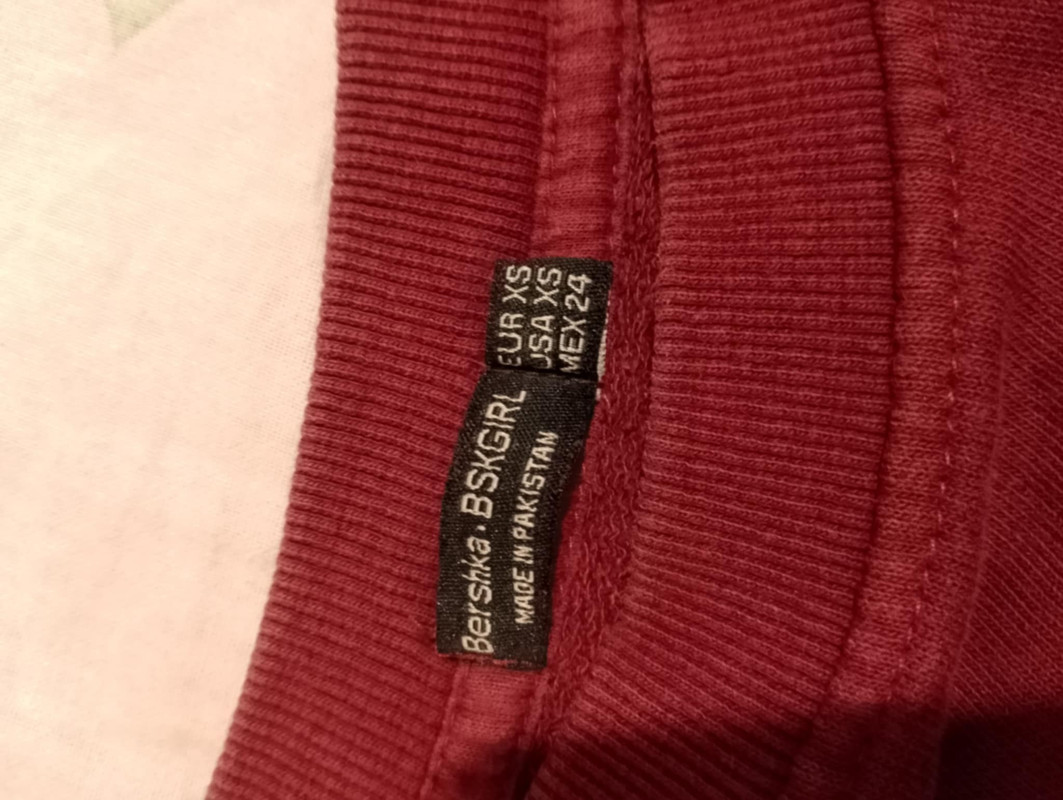 Bershka · BSKGIRL
MADE IN PAKISTAN
EUR XS
USA XS
MEX 24